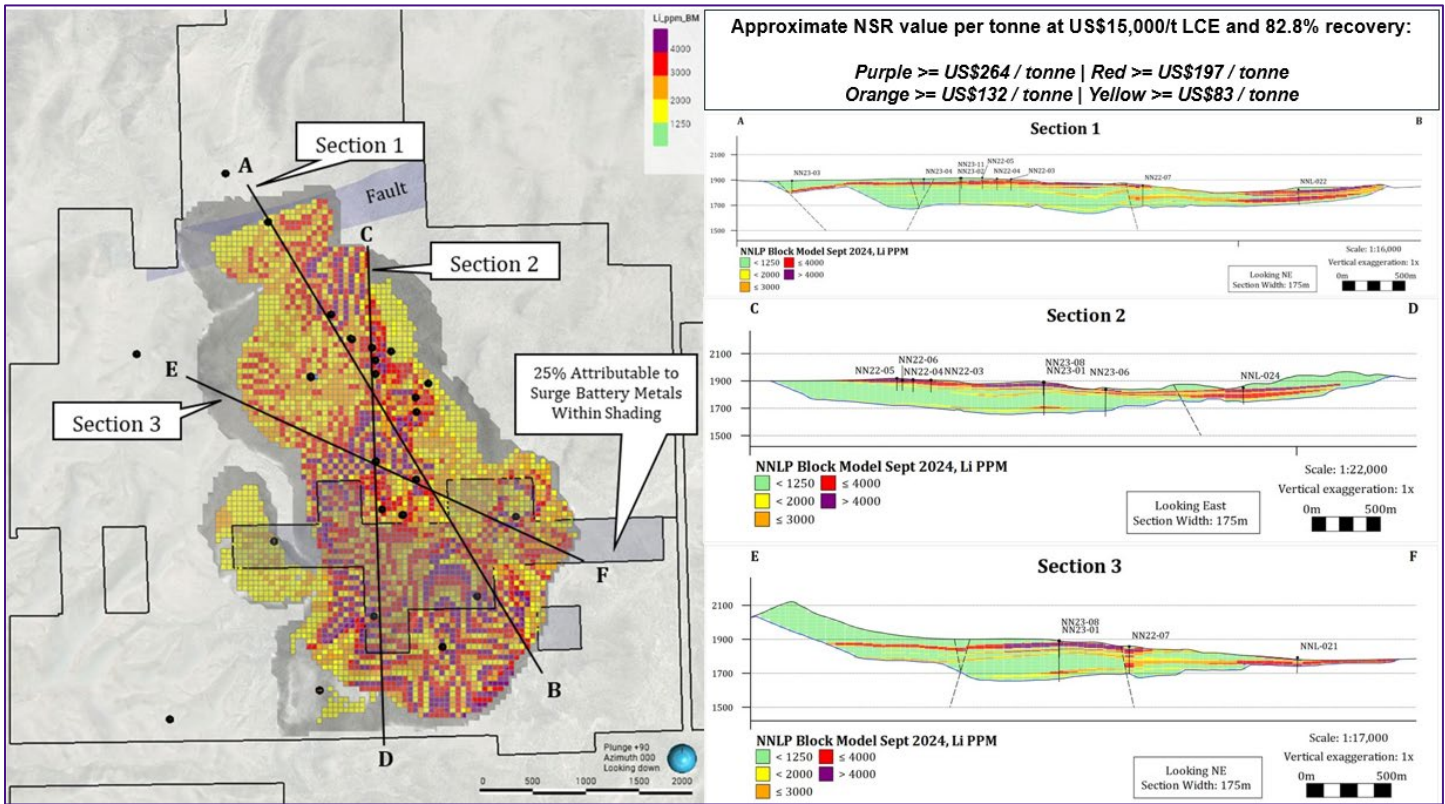 Li_ppm_BM
4000
3000
2000
1250
Section 1
A
Fault
C
Section 2
E
Section 3
25% Attributable to
Surge Battery Metals
Within Shading
F
B
D
Plunge +90
Azimuth 000
Looking down
0 500 1000 1500 2000
Approximate NSR value per tonne at US$15,000/t LCE and 82.8% recovery:
Purple >= US$264 / tonne | Red >= US$197 / tonne
Orange >= US$132 / tonne | Yellow >= US$83 / tonne
A
Section 1
B
2100
1900
1700
1500
NN23-03
NN23-04
NN23-11
NN23-02
NN22-05
NN22-04
NN22-03
NN22-07
NNL-022
NNLP Block Model Sept 2024, Li PPM
< 1250 ≤ 4000
< 2000 > 4000
≤ 3000
Looking NE
Section Width: 175m
Scale: 1:16,000
Vertical exaggeration: 1x
0m 500m
C
Section 2
D
2100
1900
1700
1500
NN22-06
NN22-05
NN22-04
NN22-03
NN23-08
NN23-01
NN23-06
NNL-024
NNLP Block Model Sept 2024, Li PPM
< 1250 ≤ 4000
< 2000 > 4000
≤ 3000
Looking East
Section Width: 175m
Scale: 1:22,000
Vertical exaggeration: 1x
0m 500m
E
Section 3
F
2100
1900
1700
1500
NN23-08
NN23-01
NN22-07
NNL-021
NNLP Block Model Sept 2024, Li PPM
< 1250 ≤ 4000
< 2000 > 4000
≤ 3000
Looking NE
Section Width: 175m
Scale: 1:17,000
Vertical exaggeration: 1x
0m 500m